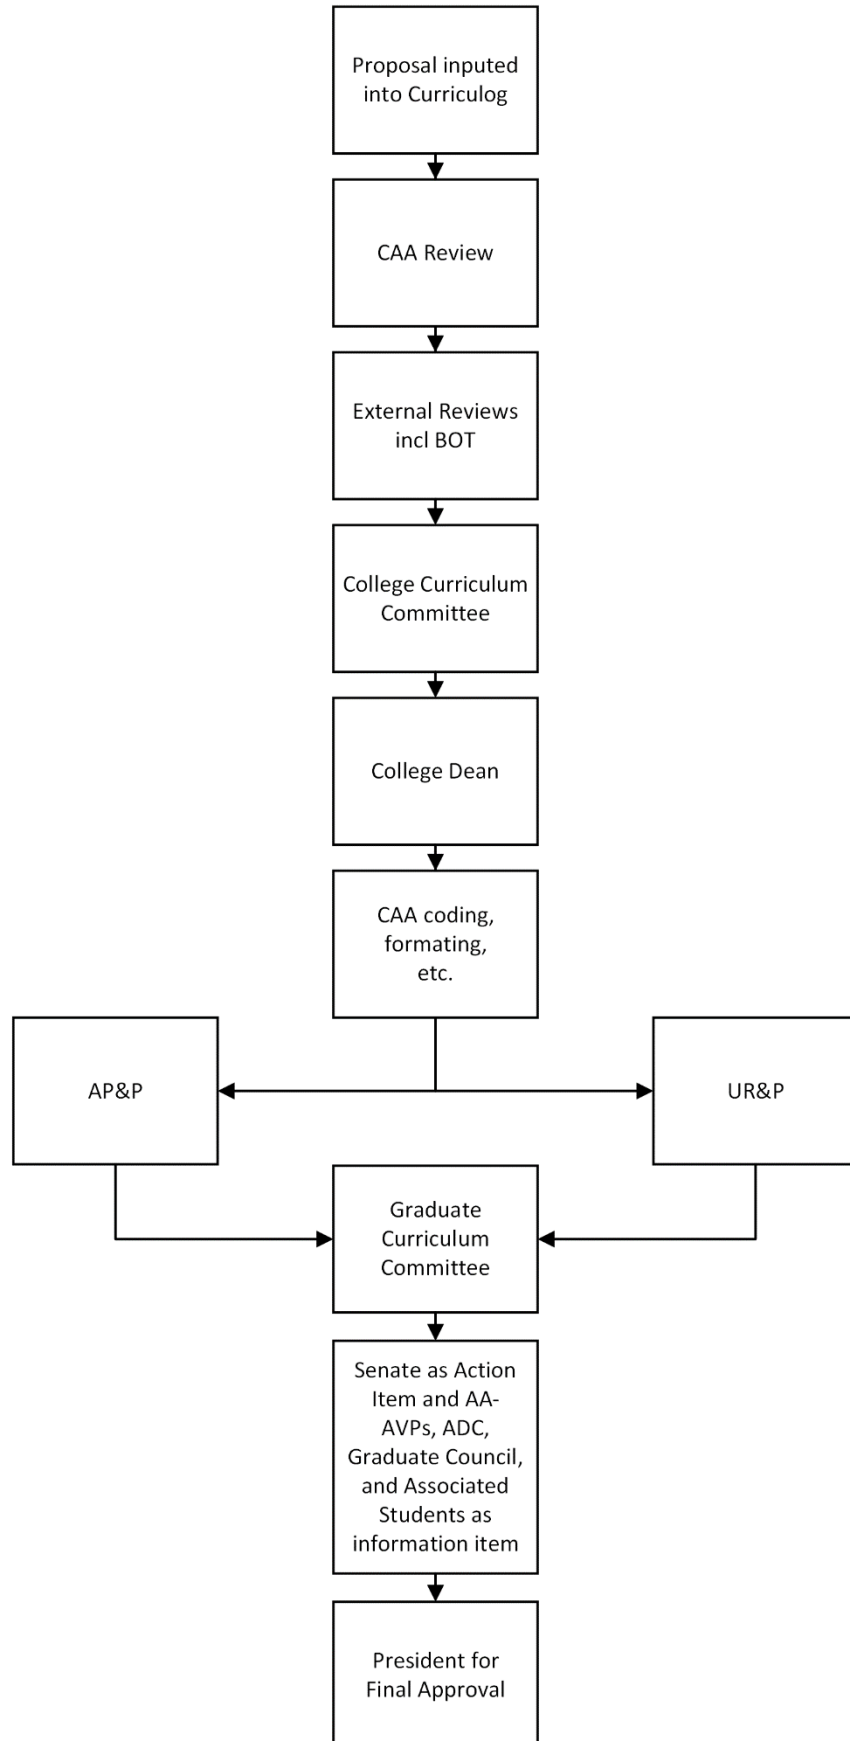 Proposal inputed
into Curriculog
CAA Review
External Reviews
incl BOT
College Curriculum
Committee
College Dean
CAA coding,
formating,
etc.
AP&P
UR&P
Graduate
Curriculum
Committee
Senate as Action
Item and AA-
AVPs, ADC,
Graduate Council,
and Associated
Students as
information item
President for
Final Approval